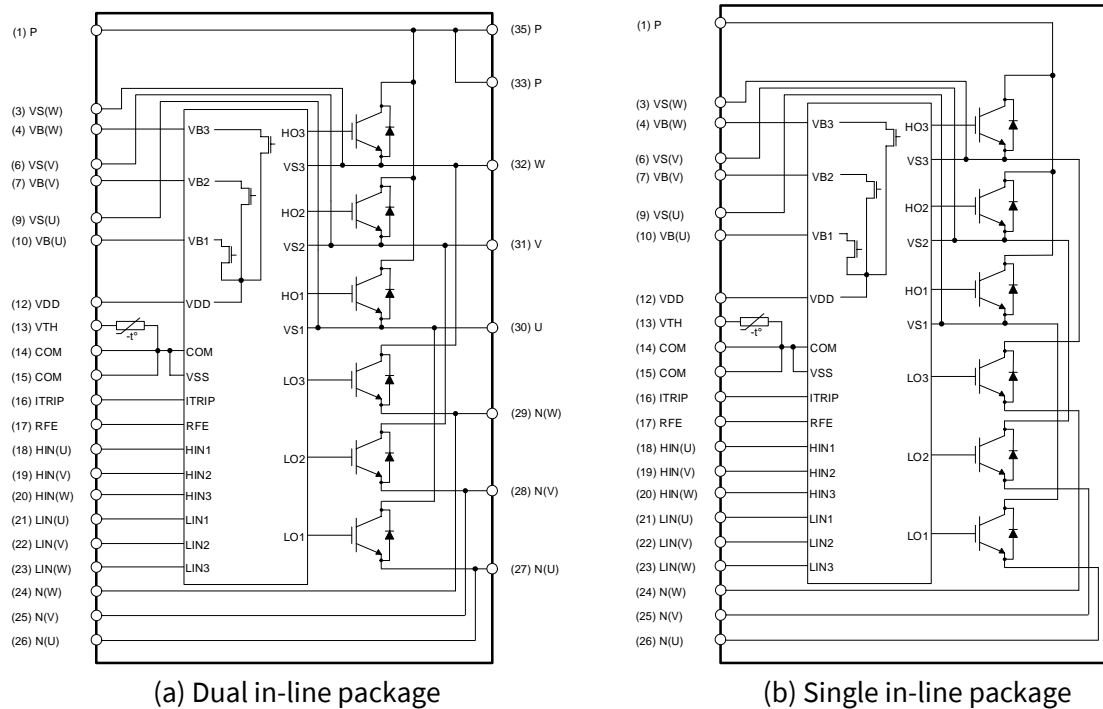 (1) P
(3) VS(W)
(4) VB(W)
(6) VS(V)
(7) VB(V)
(9) VS(U)
(10) VB(U)
(12) VDD
(13) VTH
(14) COM
(15) COM
(16) ITRIP
(17) RFE
(18) HIN(U)
(19) HIN(V)
(20) HIN(W)
(21) LIN(U)
(22) LIN(V)
(23) LIN(W)
(24) N(W)
(25) N(V)
(26) N(U)
-t°
VB3
VB2
VB1
VDD
COM
VSS
ITRIP
RFE
HIN1
HIN2
HIN3
LIN1
LIN2
LIN3
HO3
VS3
HO2
VS2
HO1
VS1
LO3
LO2
LO1
(35) P
(33) P
(32) W
(31) V
(30) U
(29) N(W)
(28) N(V)
(27) N(U)
(a) Dual in-line package
(1) P
(3) VS(W)
(4) VB(W)
(6) VS(V)
(7) VB(V)
(9) VS(U)
(10) VB(U)
(12) VDD
(13) VTH
(14) COM
(15) COM
(16) ITRIP
(17) RFE
(18) HIN(U)
(19) HIN(V)
(20) HIN(W)
(21) LIN(U)
(22) LIN(V)
(23) LIN(W)
(24) N(W)
(25) N(V)
(26) N(U)
-t°
VB3
VB2
VB1
VDD
COM
VSS
ITRIP
RFE
HIN1
HIN2
HIN3
LIN1
LIN2
LIN3
HO3
VS3
HO2
VS2
HO1
VS1
LO3
LO2
LO1
(b) Single in-line package